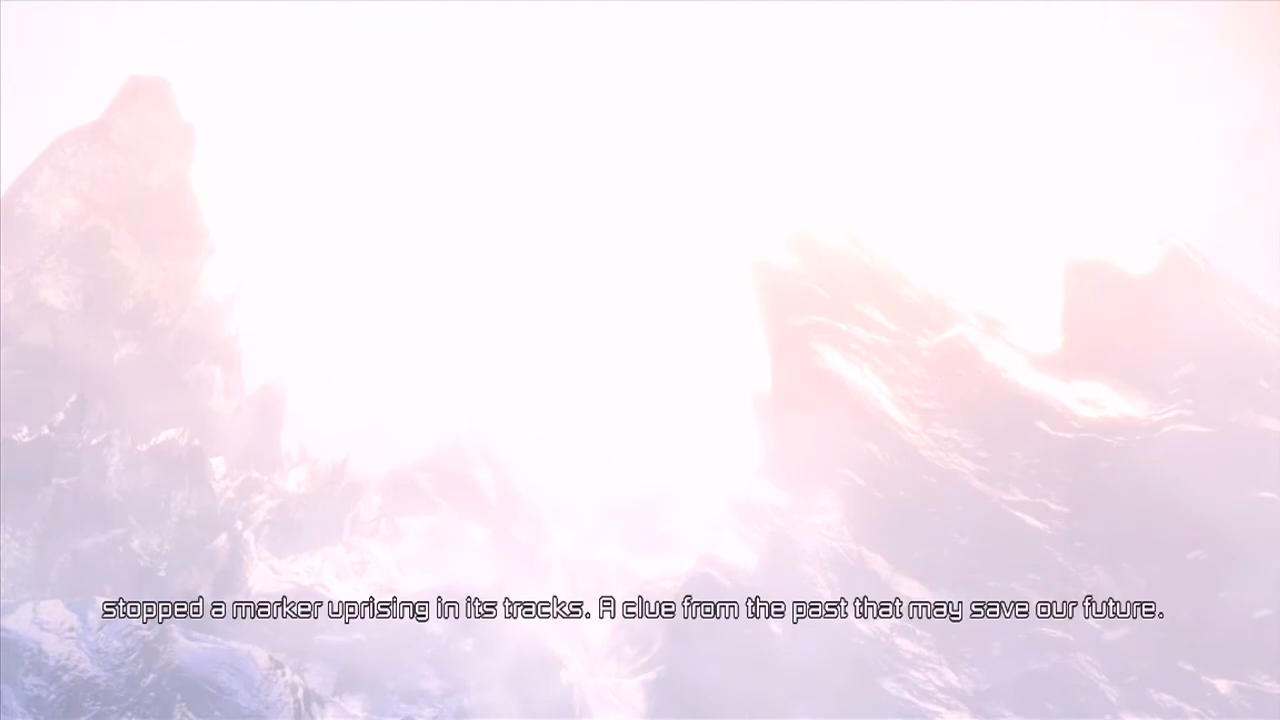 stopped a marker uprising in its tracks. A clue from the past that may save our future.